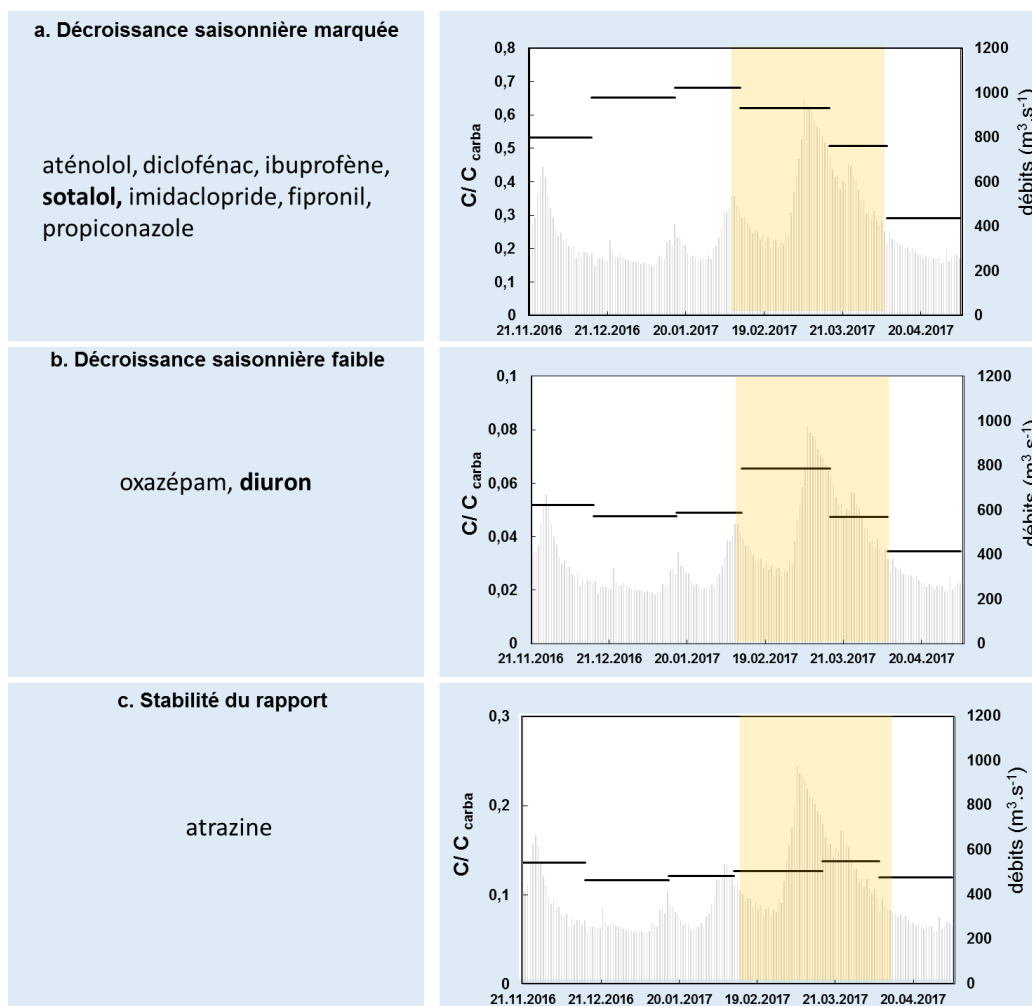 a. Décroissance saisonnière marquée
aténolol, diclofénac, ibuprofène,
sotalol, imidaclopride, fipronil,
propiconazole
0,8
0,7
0,6
0,5
0,4
0,3
0,2
0,1
0
C/ C carba
1200
1000
800
600
400
200
0
débits (m³.s⁻¹)
21.11.2016 21.12.2016 20.01.2017 19.02.2017 21.03.2017 20.04.2017
b. Décroissance saisonnière faible
oxazépam, diuron
0,1
0,08
0,06
0,04
0,02
0
C/ C carba
1200
1000
800
600
400
200
0
débits (m³.s⁻¹)
21.11.2016 21.12.2016 20.01.2017 19.02.2017 21.03.2017 20.04.2017
c. Stabilité du rapport
atrazine
0,3
0,2
0,1
0
C/ C carba
1200
1000
800
600
400
200
0
débits (m³.s⁻¹)
21.11.2016 21.12.2016 20.01.2017 19.02.2017 21.03.2017 20.04.2017